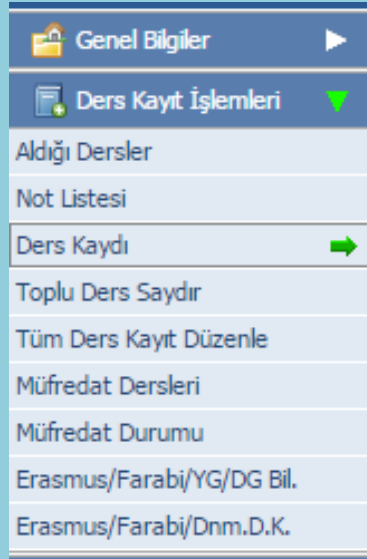 Genel Bilgiler
Ders Kayıt İşlemleri
Aldığı Dersler
Not Listesi
Ders Kaydı
Toplu Ders Saydır
Tüm Ders Kayıt Düzenle
Müfredat Dersleri
Müfredat Durumu
Erasmus/Farabi/YG/DG Bil.
Erasmus/Farabi/Dnm.D.K.